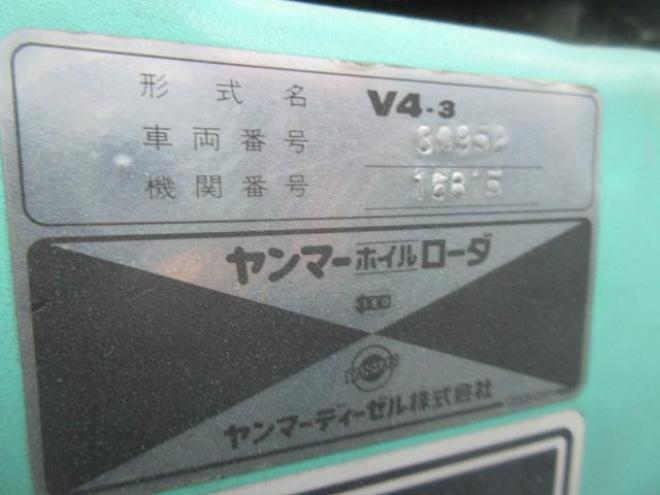 形式名 V4-3
車両番号
機関番号
ヤンマーホイルローダ
YANMAR
ヤンマーディーゼル株式会社